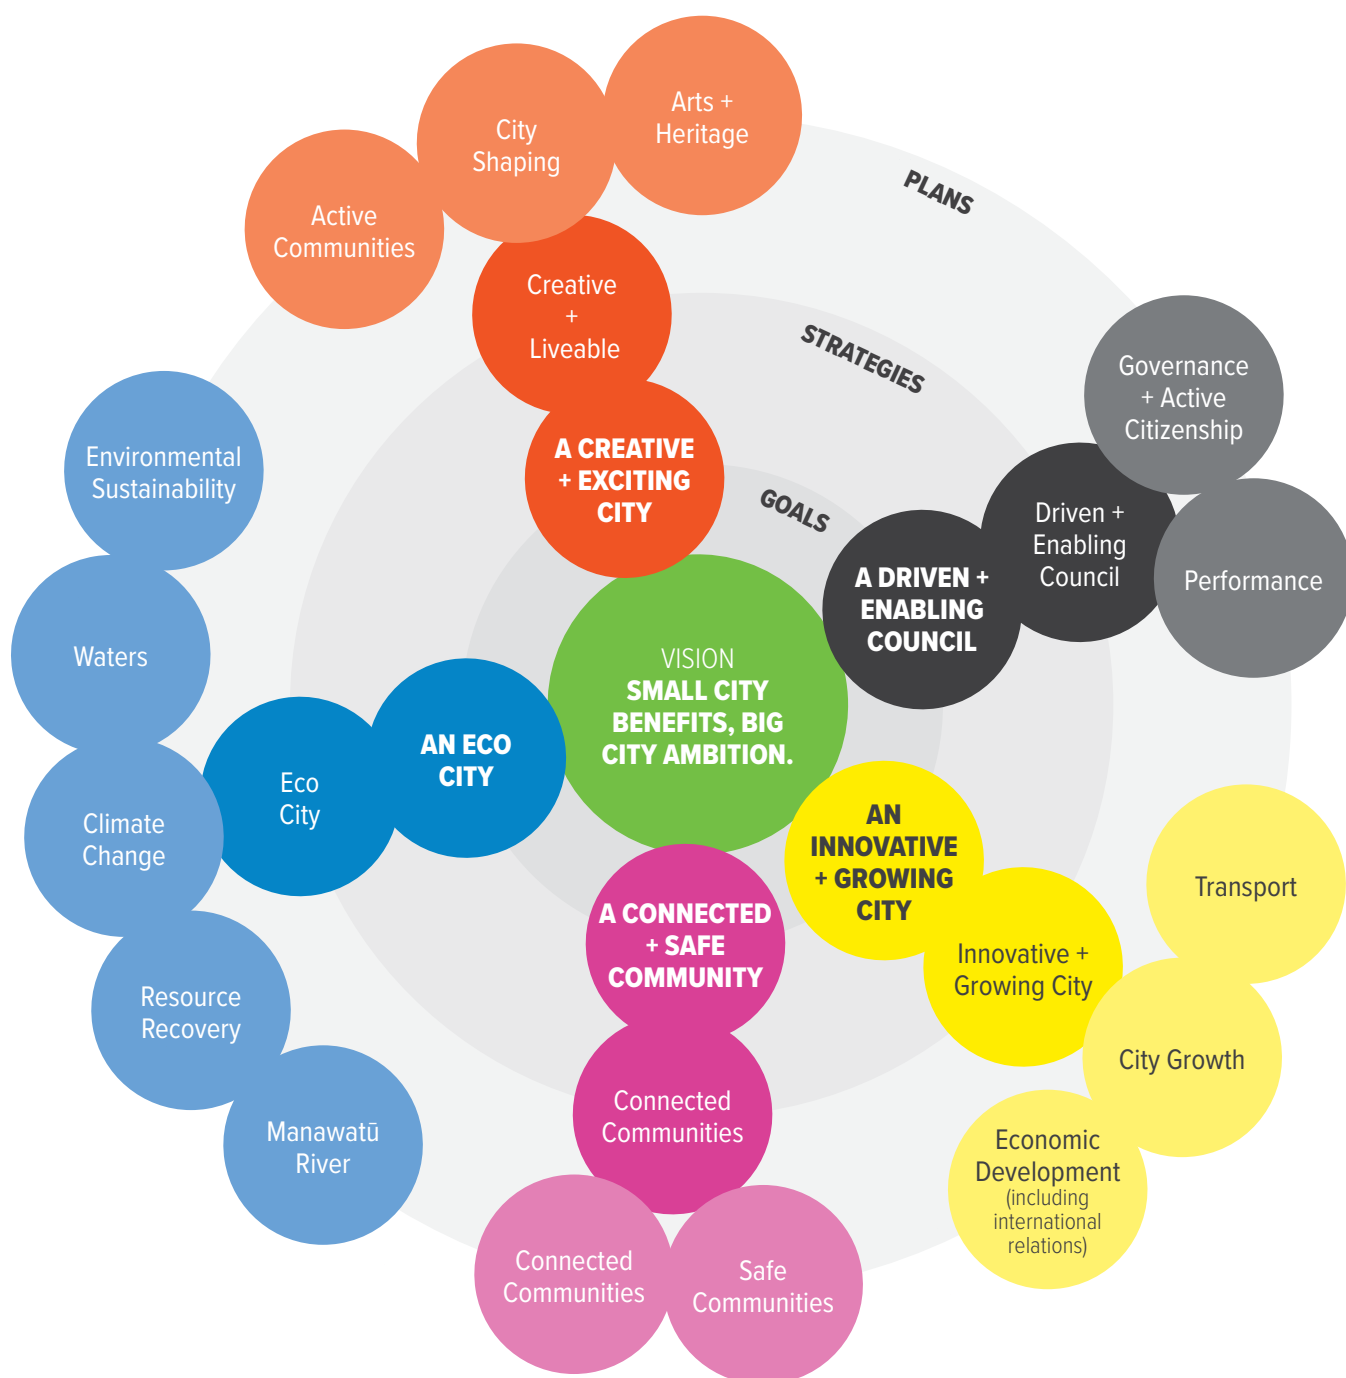 Arts +
Heritage
City
Shaping
Active
Communities
PLANS
Creative
+
Liveable
STRATEGIES
Governance
+ Active
Citizenship
A CREATIVE
+ EXCITING
CITY
GOALS
Environmental
Sustainability
Driven +
Enabling
Council
A DRIVEN +
ENABLING
COUNCIL
Performance
Waters
VISION
SMALL CITY
BENEFITS, BIG
CITY AMBITION.
AN ECO
CITY
Eco
City
Climate
Change
AN
INNOVATIVE
+ GROWING
CITY
Transport
A CONNECTED
+ SAFE
COMMUNITY
Innovative +
Growing City
Resource
Recovery
City Growth
Connected
Communities
Manawatū
River
Economic
Development
(including
international
relations)
Connected
Communities
Safe
Communities